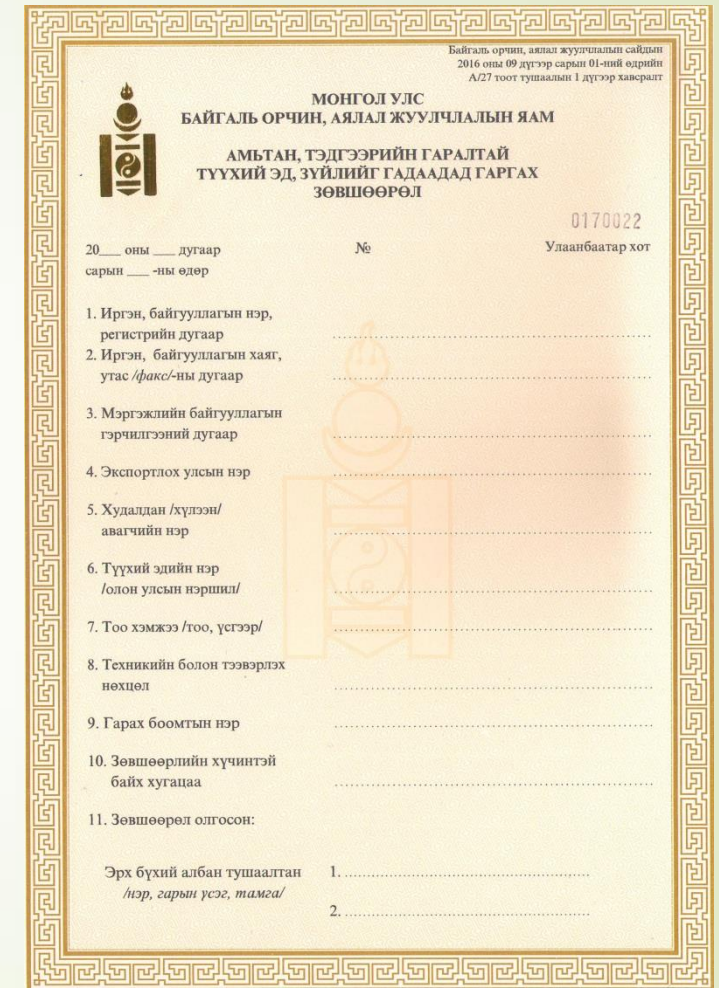 Байгаль орчин, аялал жуулчлалын сайдын
2016 оны 09 дүгээр сарын 01-ний өдрийн
А/27 тоот тушаалын 1 дүгээр хавсралт
МОНГОЛ УЛС
БАЙГАЛЬ ОРЧИН, АЯЛАЛ ЖУУЛЧЛАЛЫН ЯАМ
АМЬТАН, ТЭДГЭЭРИЙН ГАРАЛТАЙ
ТҮҮХИЙ ЭД, ЗҮЙЛИЙГ ГАДААДАД ГАРГАХ
ЗӨВШӨӨРӨЛ
0170022
20___ оны ___ дугаар № Улаанбаатар хот
сарын ___ -ны өдөр
1. Иргэн, байгууллагын нэр,
регистрийн дугаар
2. Иргэн, байгууллагын хаяг,
утас /факс/-ны дугаар
3. Мэргэжлийн байгууллагын
гэрчилгээний дугаар
4. Экспортлох улсын нэр
5. Худалдан /хүлээн/
авагчийн нэр
6. Түүхий эдийн нэр
/олон улсын нэршил/
7. Тоо хэмжээ /тоо, үсгээр/
8. Техникийн болон тээвэрлэх
нөхцөл
9. Гарах боомтын нэр
10. Зөвшөөрлийн хүчинтэй
байх хугацаа
11. Зөвшөөрөл олгосон:
Эрх бүхий албан тушаалтан 1.
/нэр, гарын үсэг, тамга/
2.